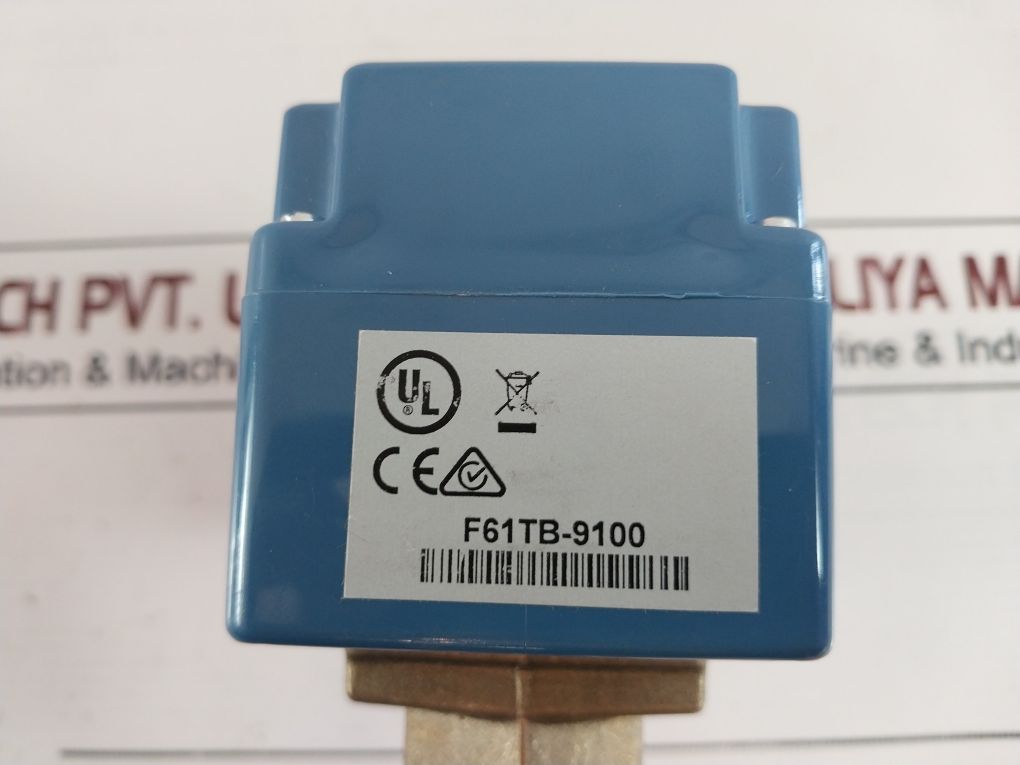 CH PVT.
LIYA MA
tion & Mach
rine & Ind
UL
®
CE
F61TB-9100